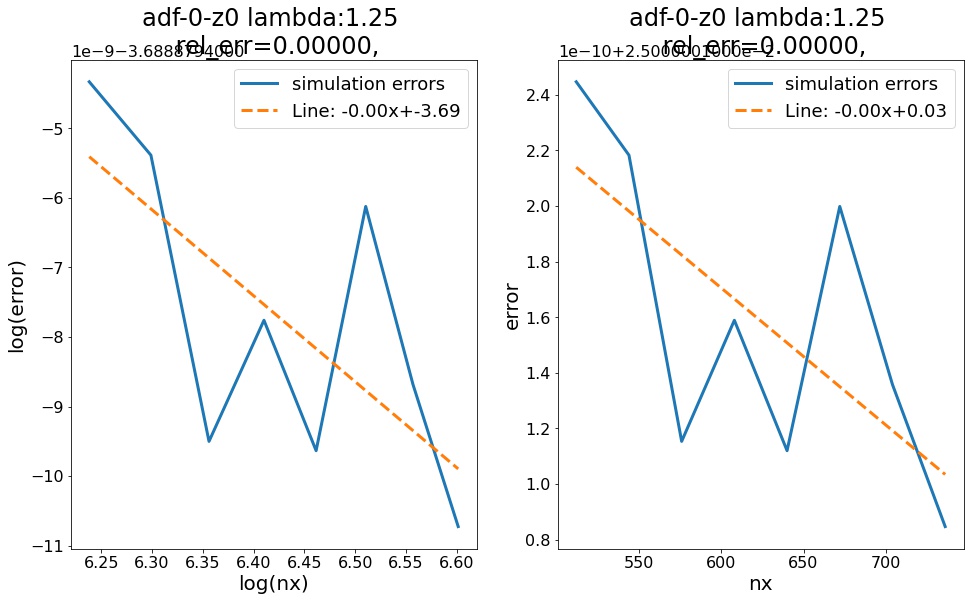 adf-0-z0 lambda:1.25
rel_err=0.00000,
1e−9−3.6888794000
simulation errors
Line: -0.00x+-3.69
−5
−6
−7
−8
−9
−10
−11
log(error)
6.25 6.30 6.35 6.40 6.45 6.50 6.55 6.60
log(nx)
adf-0-z0 lambda:1.25
rel_err=0.00000,
1e−10+2.5000001000e−2
simulation errors
Line: -0.00x+0.03
2.4
2.2
2.0
1.8
1.6
1.4
1.2
1.0
0.8
error
550 600 650 700
nx